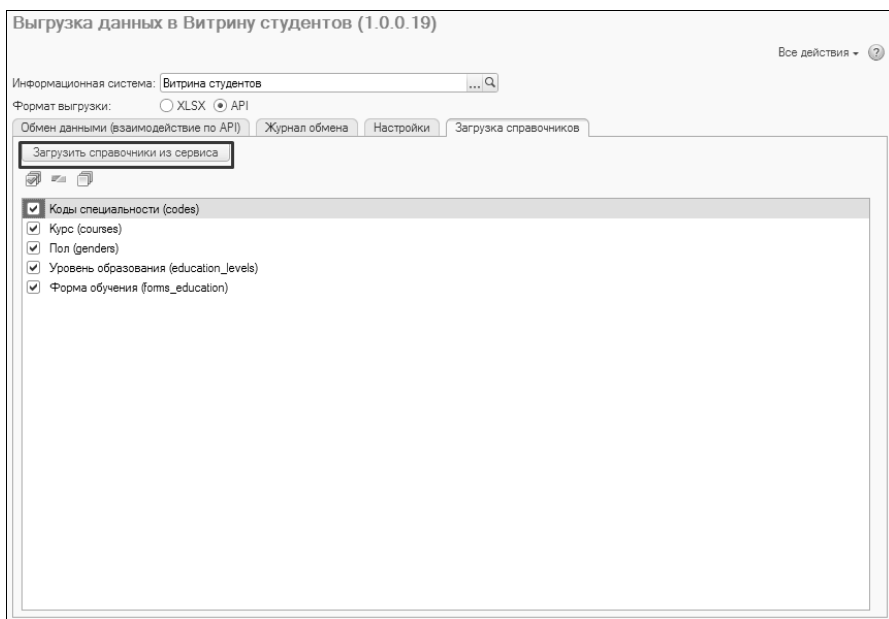 Выгрузка данных в Витрину студентов (1.0.0.19)
Все действия
?
Информационная система: Витрина студентов ...
Формат выгрузки: XLSX API
Обмен данными (взаимодействие по API) Журнал обмена Настройки Загрузка справочников
Загрузить справочники из сервиса
Коды специальности (codes)
Курс (courses)
Пол (genders)
Уровень образования (education_levels)
Форма обучения (forms_education)